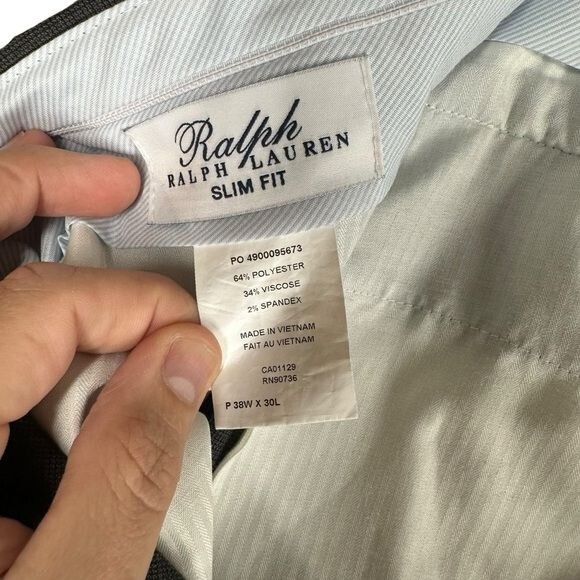 Ralph
RALPH LAUREN
SLIM FIT
PO 4900095673
64% POLYESTER
34% VISCOSE
2% SPANDEX
MADE IN VIETNAM
FAIT AU VIETNAM
CA01129
RN90736
P 38W X 30L